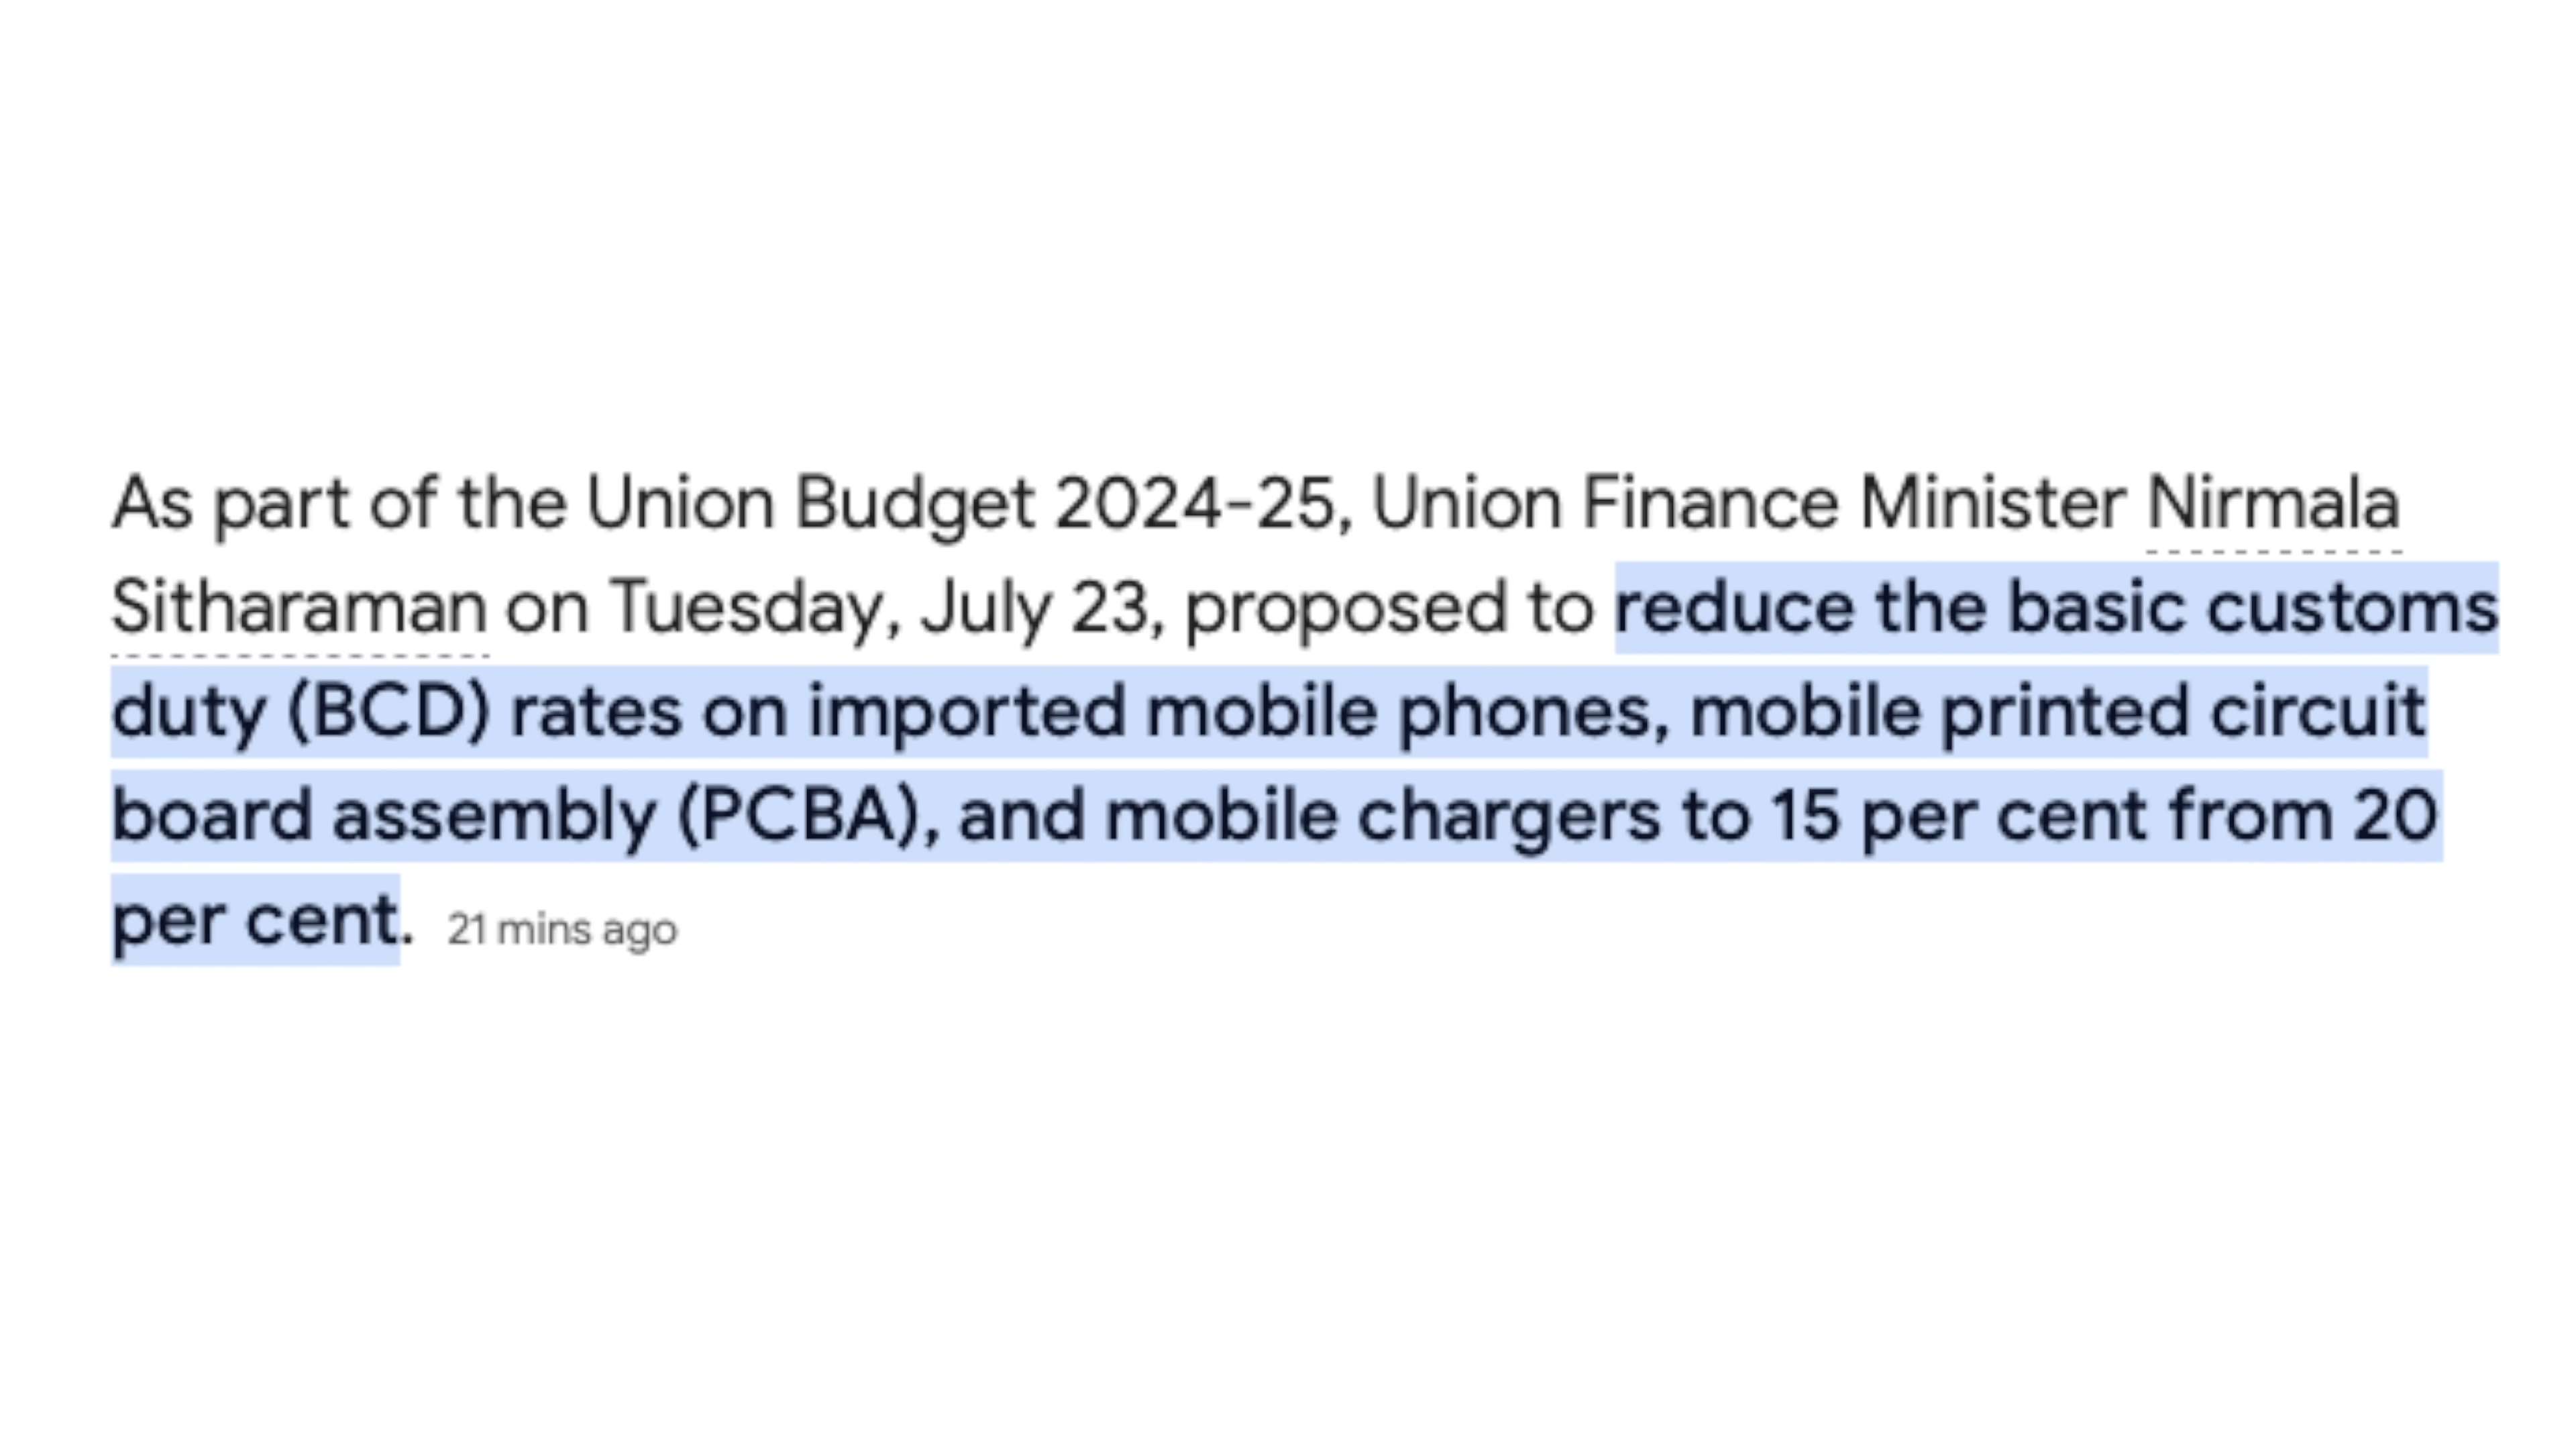 As part of the Union Budget 2024-25, Union Finance Minister Nirmala
Sitharaman on Tuesday, July 23, proposed to reduce the basic customs
duty (BCD) rates on imported mobile phones, mobile printed circuit
board assembly (PCBA), and mobile chargers to 15 per cent from 20
per cent. 21 mins ago